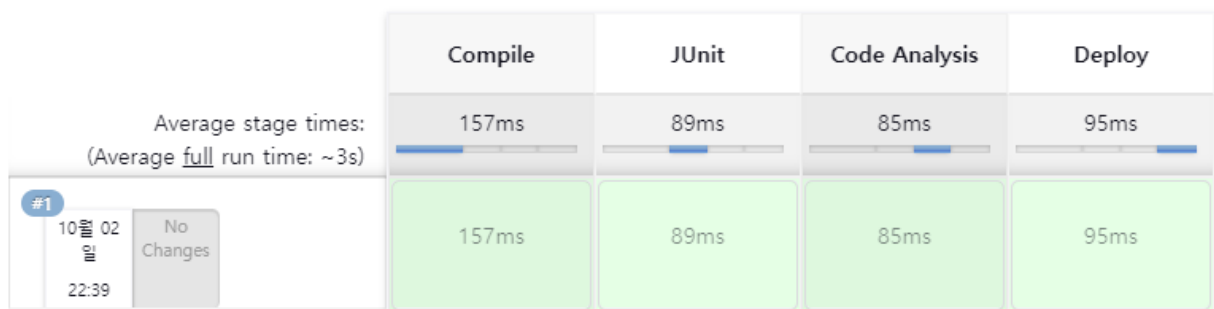 Compile JUnit Code Analysis Deploy
Average stage times: 157ms 89ms 85ms 95ms
(Average full run time: ~3s)
#1
10월 02 No
일 Changes
157ms 89ms 85ms 95ms
22:39